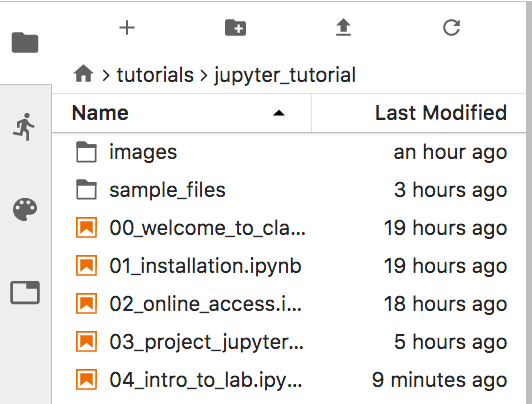 tutorials > jupyter_tutorial
Name Last Modified
images an hour ago
sample_files 3 hours ago
00_welcome_to_cla... 19 hours ago
01_installation.ipynb 19 hours ago
02_online_access.i... 18 hours ago
03_project_jupyter... 5 hours ago
04_intro_to_lab.ipy... 9 minutes ago